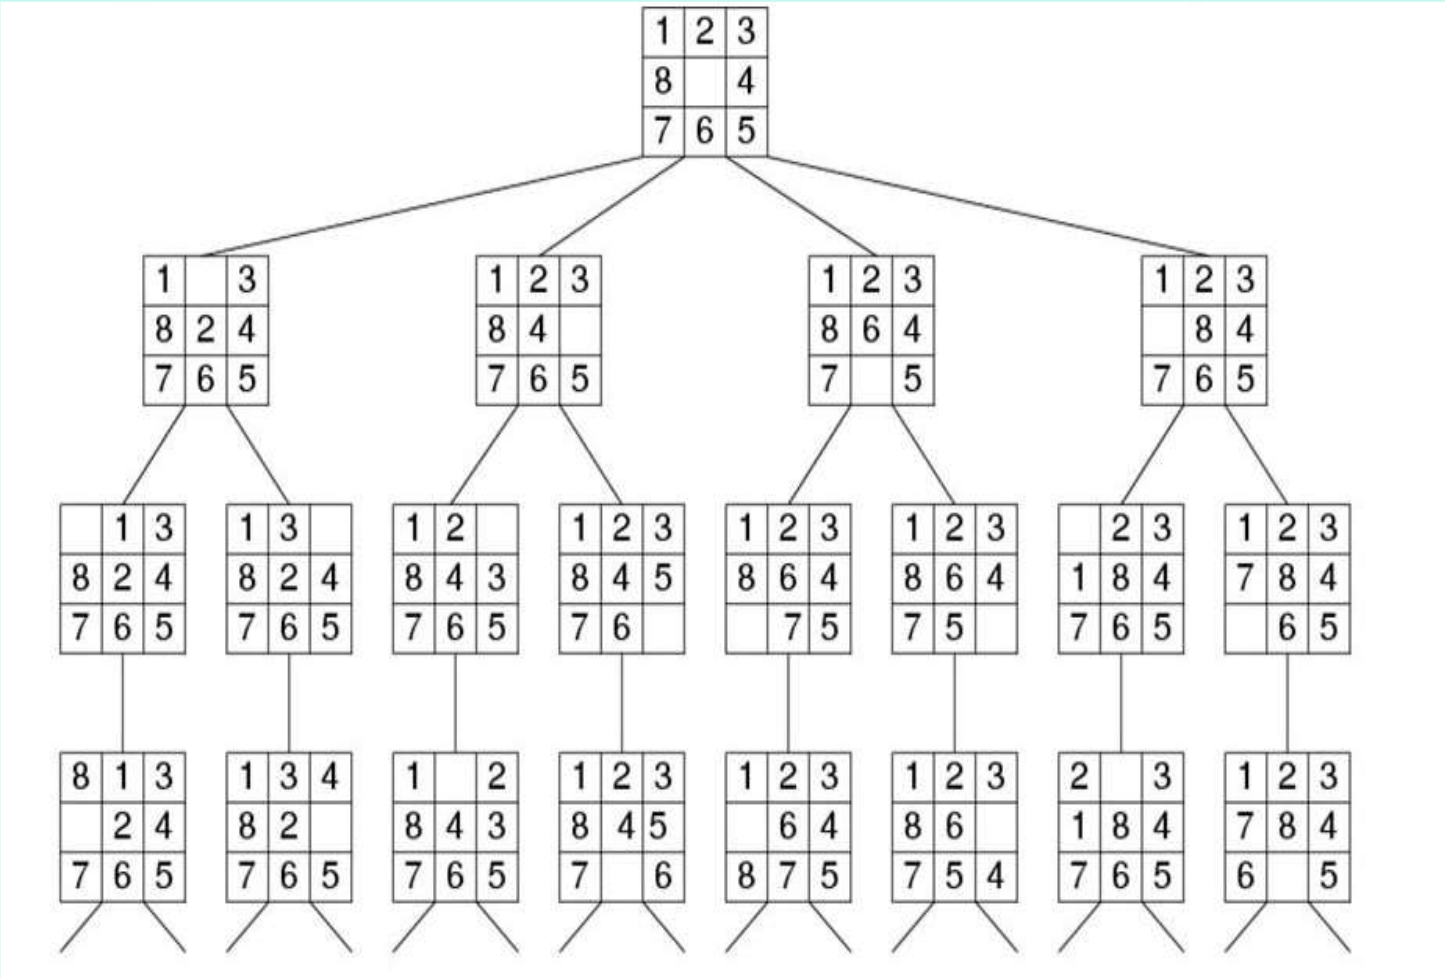 1 2 3
8 4
7 6 5
1 3 1 2 3 1 2 3 1 2 3
8 2 4 8 4 8 6 4 8 4
7 6 5 7 6 5 7 5 7 6 5
1 3 1 3 1 2 1 2 3 1 2 3 1 2 3 2 3 1 2 3
8 2 4 8 2 4 8 4 3 8 4 5 8 6 4 8 6 4 1 8 4 7 8 4
7 6 5 7 6 5 7 6 5 7 6 7 5 7 5 7 6 5 6 5
8 1 3 1 3 4 1 2 1 2 3 1 2 3 1 2 3 2 3 1 2 3
2 4 8 2 8 4 3 8 4 5 6 4 8 6 1 8 4 7 8 4
7 6 5 7 6 5 7 6 5 7 6 8 7 5 7 5 4 7 6 5 6 5